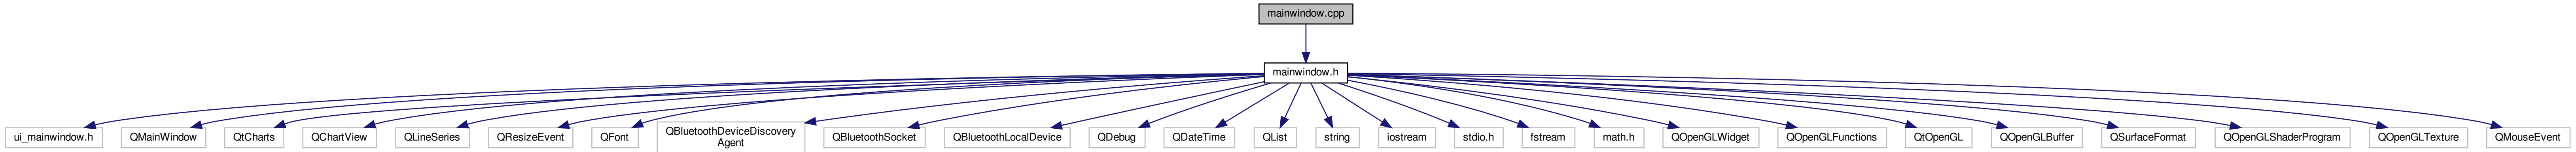 mainwindow.cpp
mainwindow.h
ui_mainwindow.h
QMainWindow
QtCharts
QChartView
QLineSeries
QResizeEvent
QFont
QBluetoothDeviceDiscovery
Agent
QBluetoothSocket
QBluetoothLocalDevice
QDebug
QDateTime
QList
string
iostream
stdio.h
fstream
math.h
QOpenGLWidget
QOpenGLFunctions
QtOpenGL
QOpenGLBuffer
QSurfaceFormat
QOpenGLShaderProgram
QOpenGLTexture
QMouseEvent